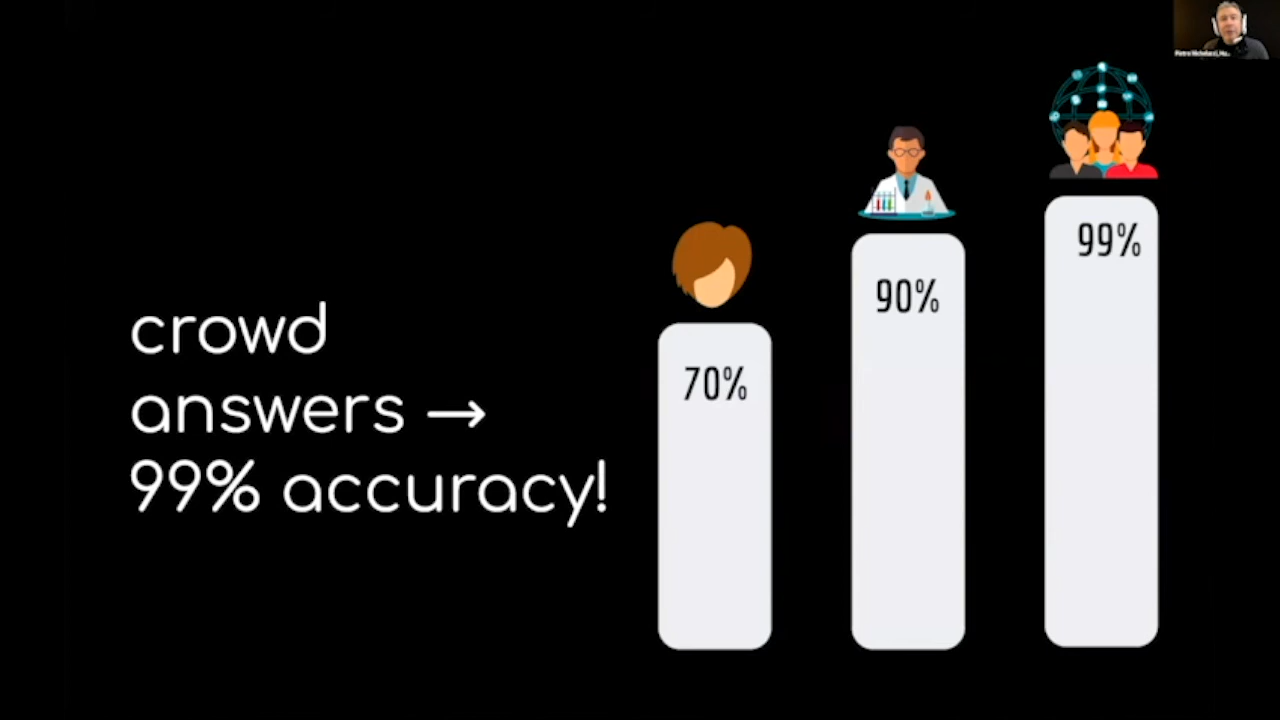 crowd
answers →
99% accuracy!
70%
90%
99%